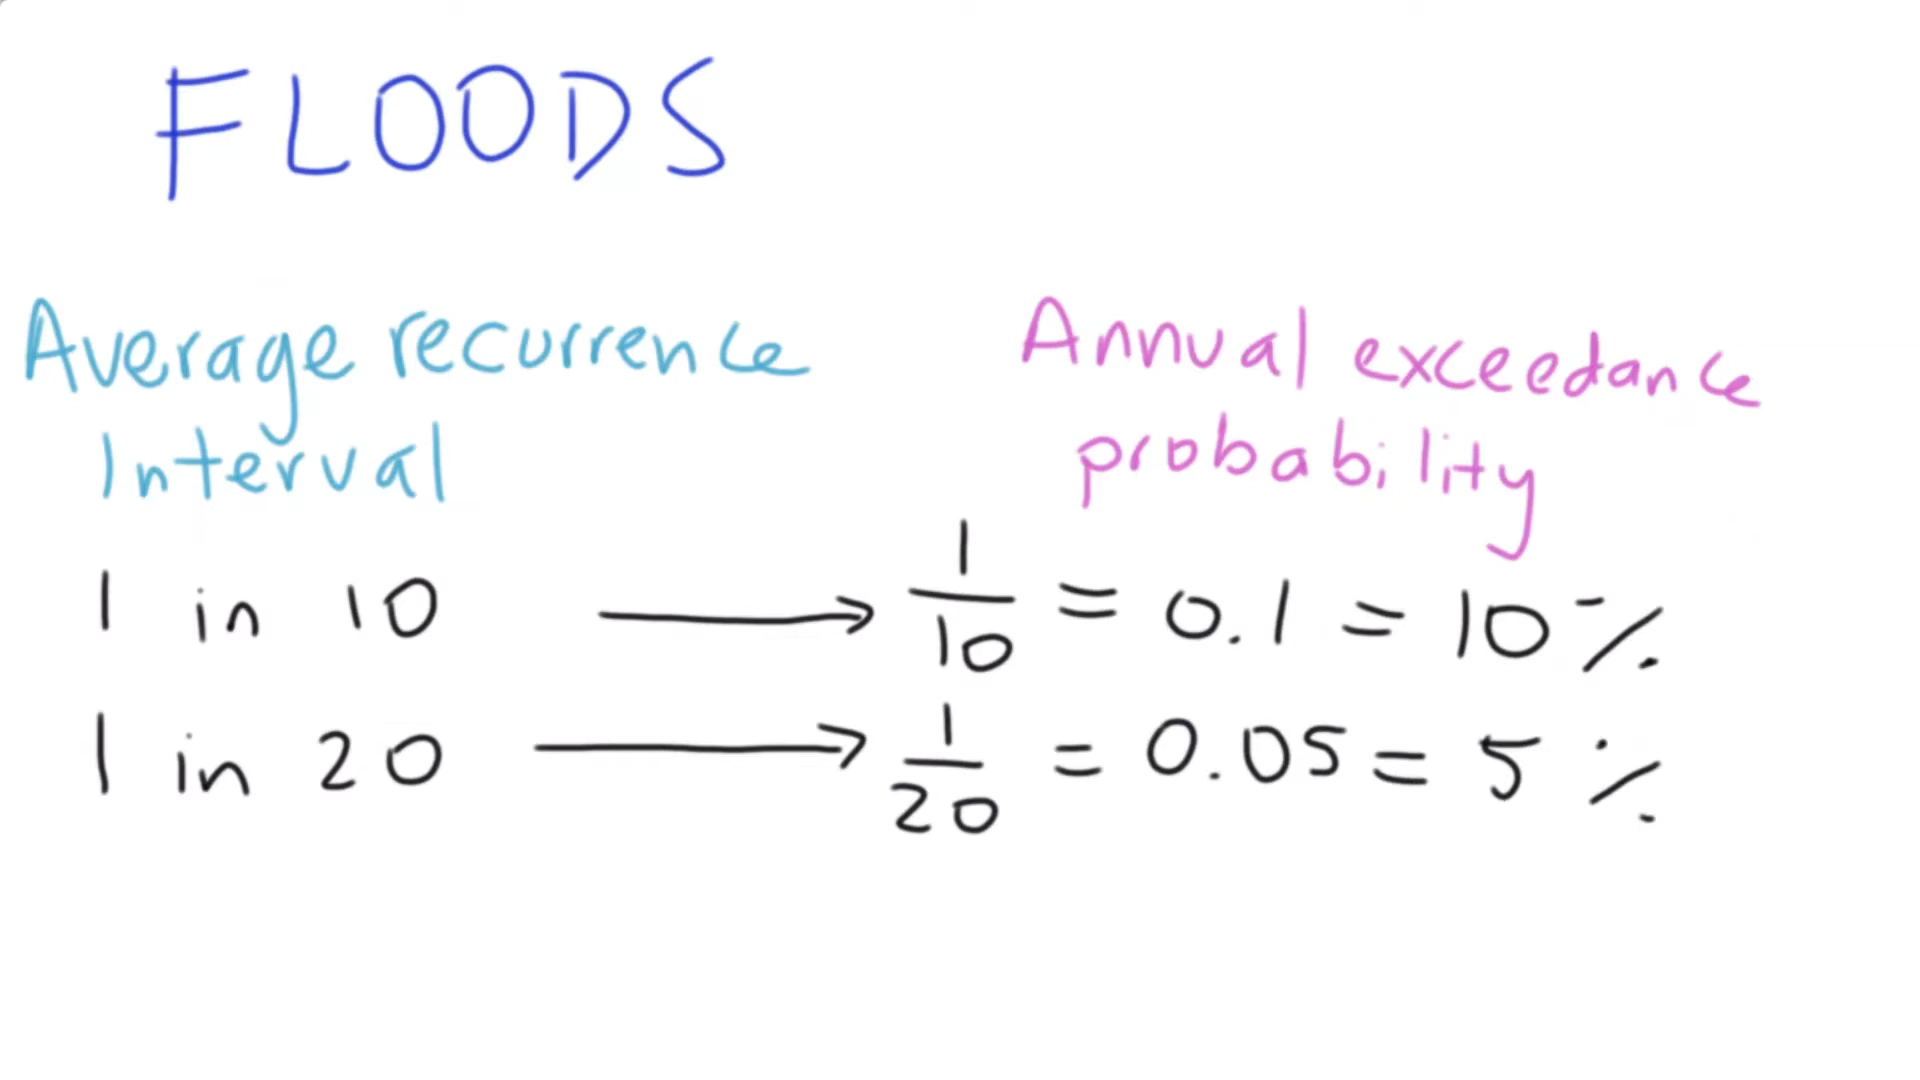 FLOODS
Average recurrence
Interval
Annual exceedance
probability
1 in 10 → 1/10 = 0.1 = 10%
1 in 20 → 1/20 = 0.05 = 5%